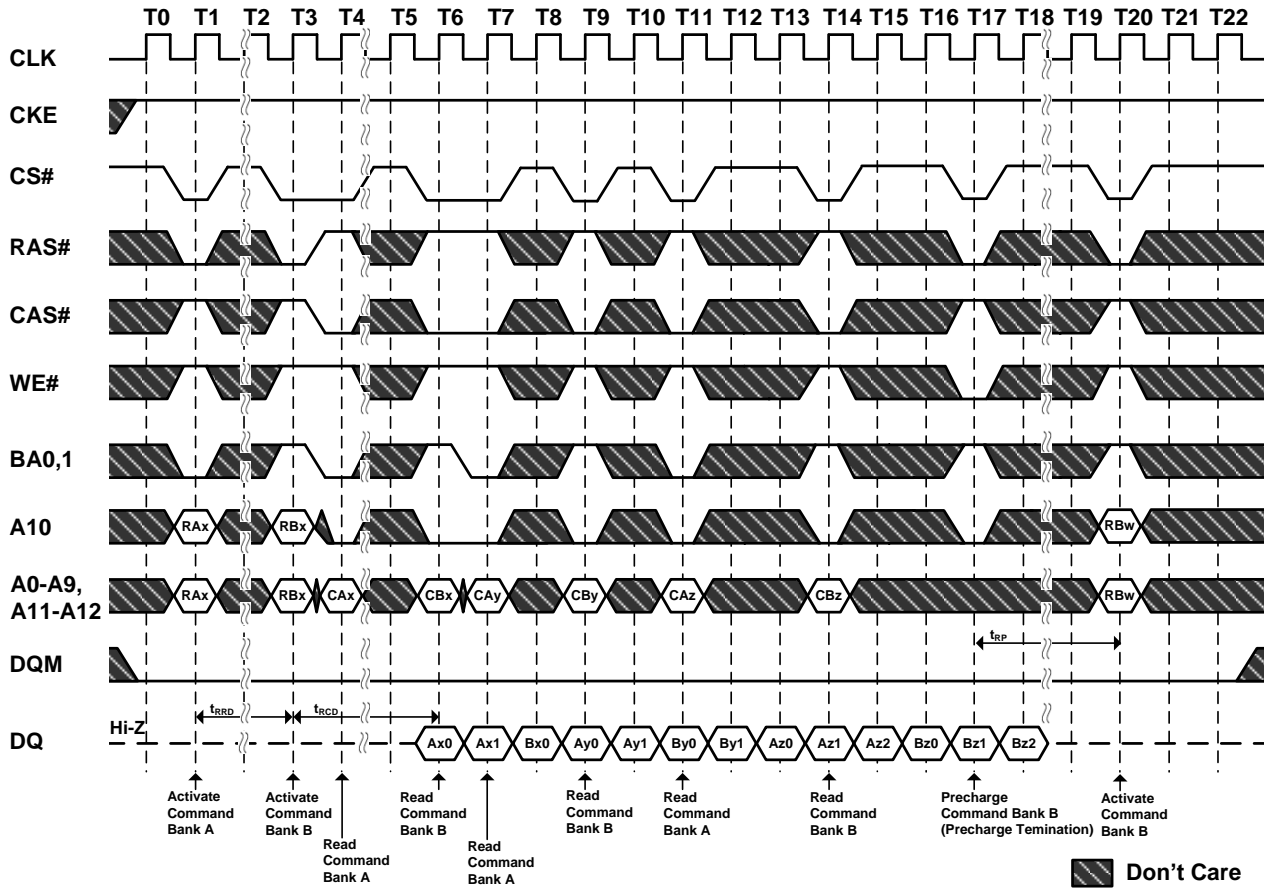 T0 T1 T2 T3 T4 T5 T6 T7 T8 T9 T10 T11 T12 T13 T14 T15 T16 T17 T18 T19 T20 T21 T22
CLK
CKE
CS#
RAS#
CAS#
WE#
BA0,1
A10
RAx RBx RBw
A0-A9,
A11-A12
RAx RBx CAx CBx CAy CBy CAz CBz RBw
tRP
DQM
tRRD tRCD
Hi-Z
DQ
Ax0 Ax1 Bx0 Ay0 Ay1 By0 By1 Az0 Az1 Az2 Bz0 Bz1 Bz2
Activate
Command
Bank A
Activate
Command
Bank B
Read
Command
Bank A
Read
Command
Bank B
Read
Command
Bank A
Read
Command
Bank B
Read
Command
Bank A
Read
Command
Bank B
Precharge
Command Bank B
(Precharge Temination)
Activate
Command
Bank B
Don't Care